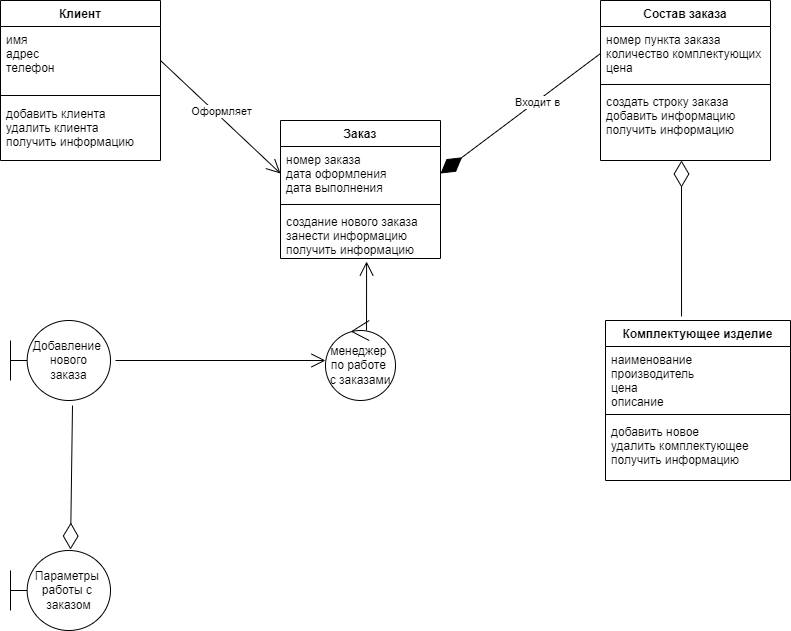 Клиент
имя
адрес
телефон
добавить клиента
удалить клиента
получить информацию
Оформляет
Заказ
номер заказа
дата оформления
дата выполнения
создание нового заказа
занести информацию
получить информацию
Входит в
Состав заказа
номер пункта заказа
количество комплектующих
цена
создать строку заказа
добавить информацию
получить информацию
Комплектующее изделие
наименование
производитель
цена
описание
добавить новое
удалить комплектующее
получить информацию
Добавление
нового
заказа
менеджер
по работе
с заказами
Параметры
работы с
заказом